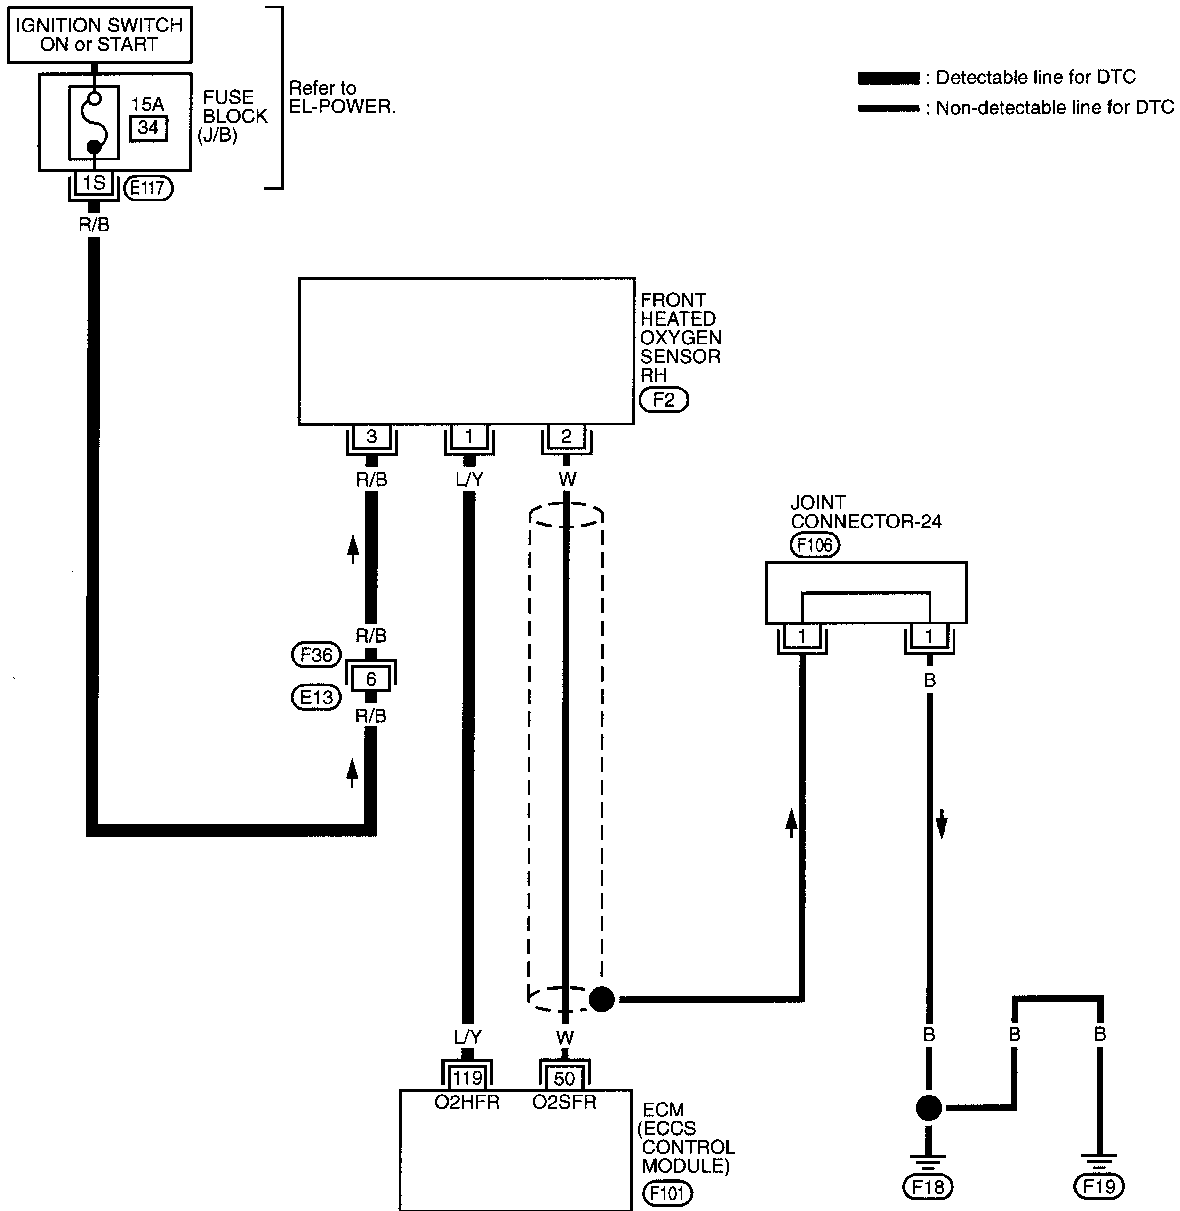 IGNITION SWITCH
ON or START
15A
34
FUSE
BLOCK
(J/B)
Refer to
EL-POWER.
1S
E117
R/B
: Detectable line for DTC
: Non-detectable line for DTC
FRONT
HEATED
OXYGEN
SENSOR
RH
F2
3
1
2
R/B
L/Y
W
JOINT
CONNECTOR-24
F106
1
1
B
R/B
F36
6
E13
R/B
L/Y
W
B
B
B
119
50
O2HFR
O2SFR
ECM
(ECCS
CONTROL
MODULE)
F101
F18
F19